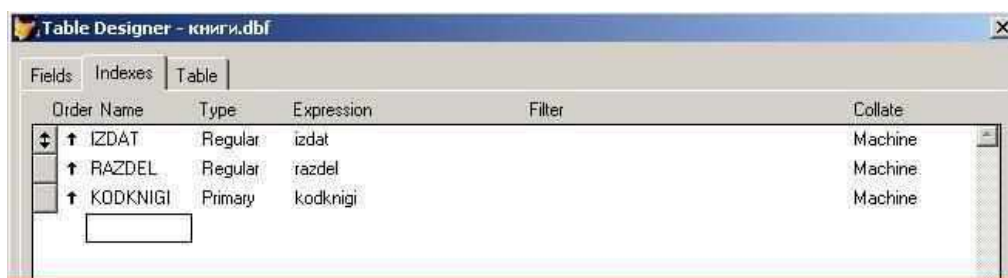 Table Designer - книги.dbf
Fields Indexes Table
Order Name Type Expression Filter Collate
IZDAT Regular izdat Machine
RAZDEL Regular razdel Machine
KODKNIGI Primary kodknigi Machine